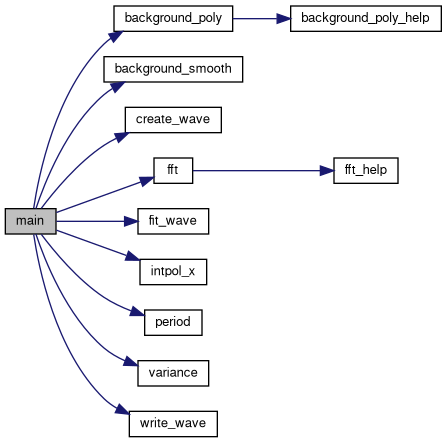 background_poly
background_poly_help
background_smooth
create_wave
fft
fft_help
main
fit_wave
intpol_x
period
variance
write_wave